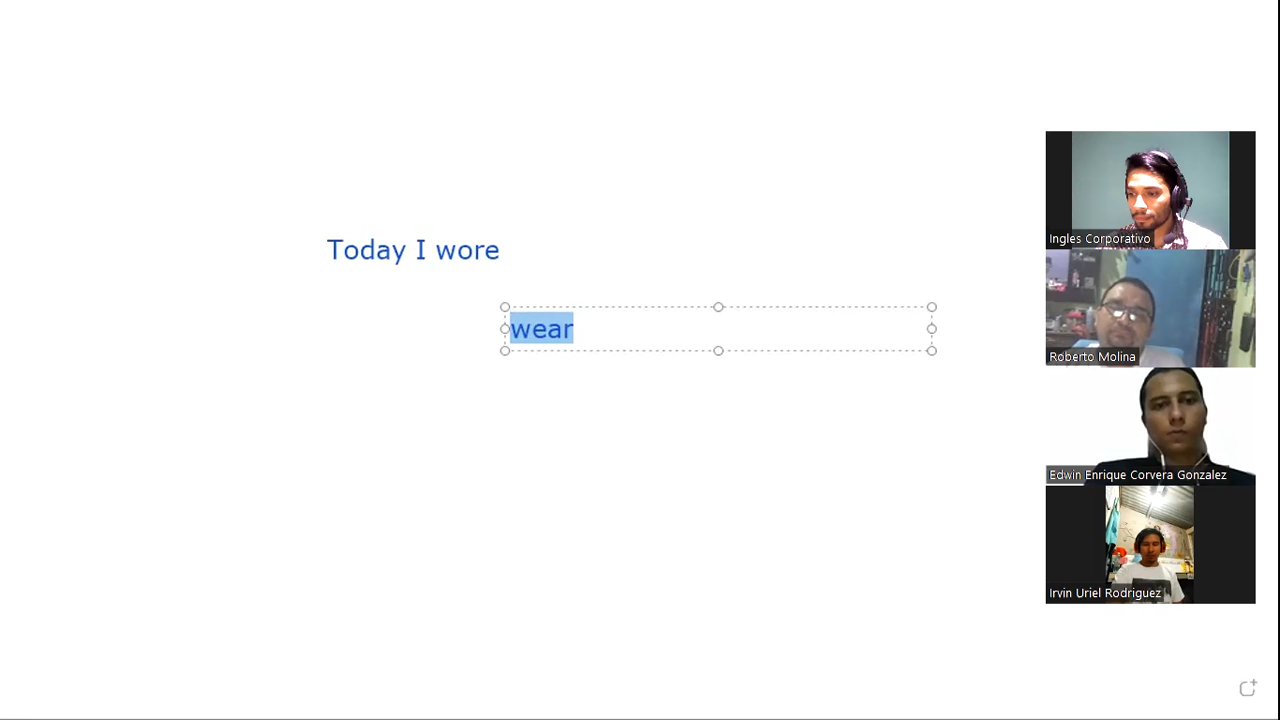 Today I wore
wear
Ingles Corporativo
Roberto Molina
Edwin Enrique Corvera Gonzalez
Irvin Uriel Rodriguez